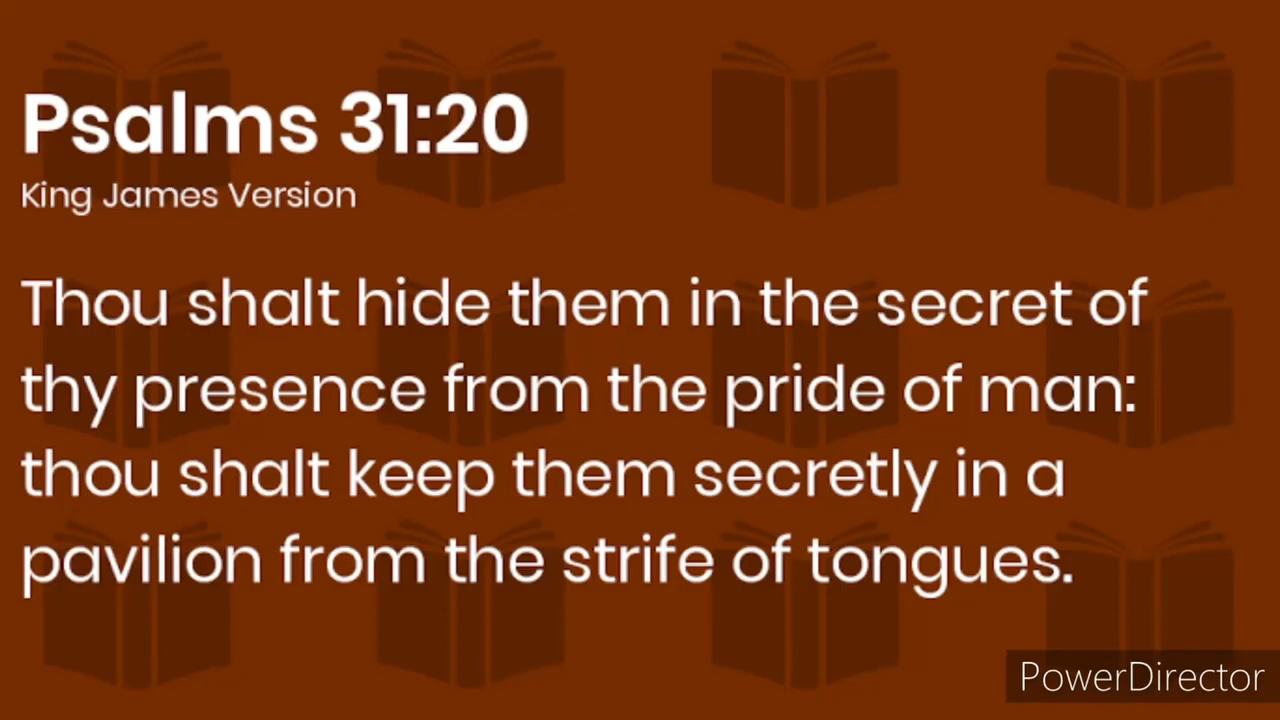 Psalms 31:20
King James Version
Thou shalt hide them in the secret of
thy presence from the pride of man:
thou shalt keep them secretly in a
pavilion from the strife of tongues.
PowerDirector